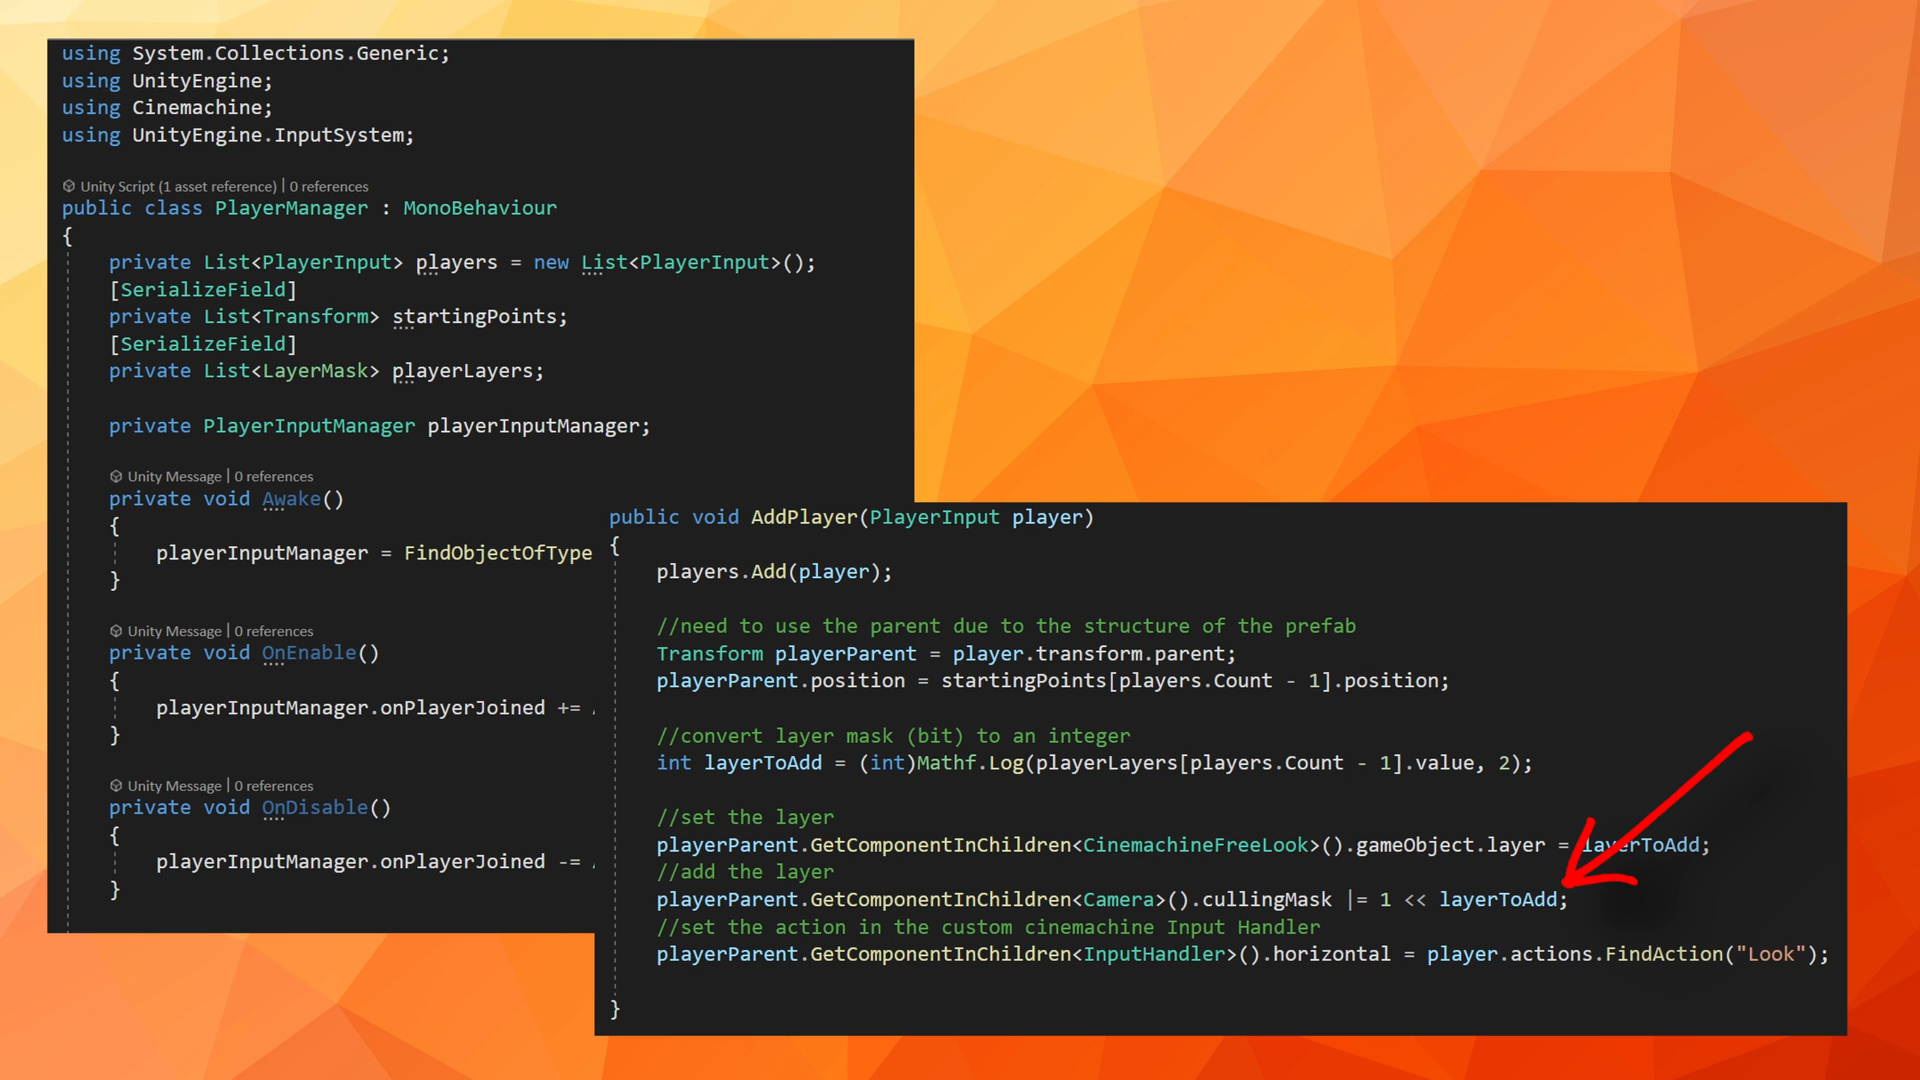 using System.Collections.Generic;
using UnityEngine;
using Cinemachine;
using UnityEngine.InputSystem;
Unity Script (1 asset reference) | 0 references
public class PlayerManager : MonoBehaviour
{
private List<PlayerInput> players = new List<PlayerInput>();
[SerializeField]
private List<Transform> startingPoints;
[SerializeField]
private List<LayerMask> playerLayers;
private PlayerInputManager playerInputManager;
Unity Message | 0 references
private void Awake()
{
playerInputManager = FindObjectOfType
}
Unity Message | 0 references
private void OnEnable()
{
playerInputManager.onPlayerJoined +=
}
Unity Message | 0 references
private void OnDisable()
{
playerInputManager.onPlayerJoined -=
}
public void AddPlayer(PlayerInput player)
{
players.Add(player);
//need to use the parent due to the structure of the prefab
Transform playerParent = player.transform.parent;
playerParent.position = startingPoints[players.Count - 1].position;
//convert layer mask (bit) to an integer
int layerToAdd = (int)Mathf.Log(playerLayers[players.Count - 1].value, 2);
//set the layer
playerParent.GetComponentInChildren<CinemachineFreeLook>().gameObject.layer = layerToAdd;
//add the layer
playerParent.GetComponentInChildren<Camera>().cullingMask |= 1 << layerToAdd;
//set the action in the custom cinemachine Input Handler
playerParent.GetComponentInChildren<InputHandler>().horizontal = player.actions.FindAction("Look");
}